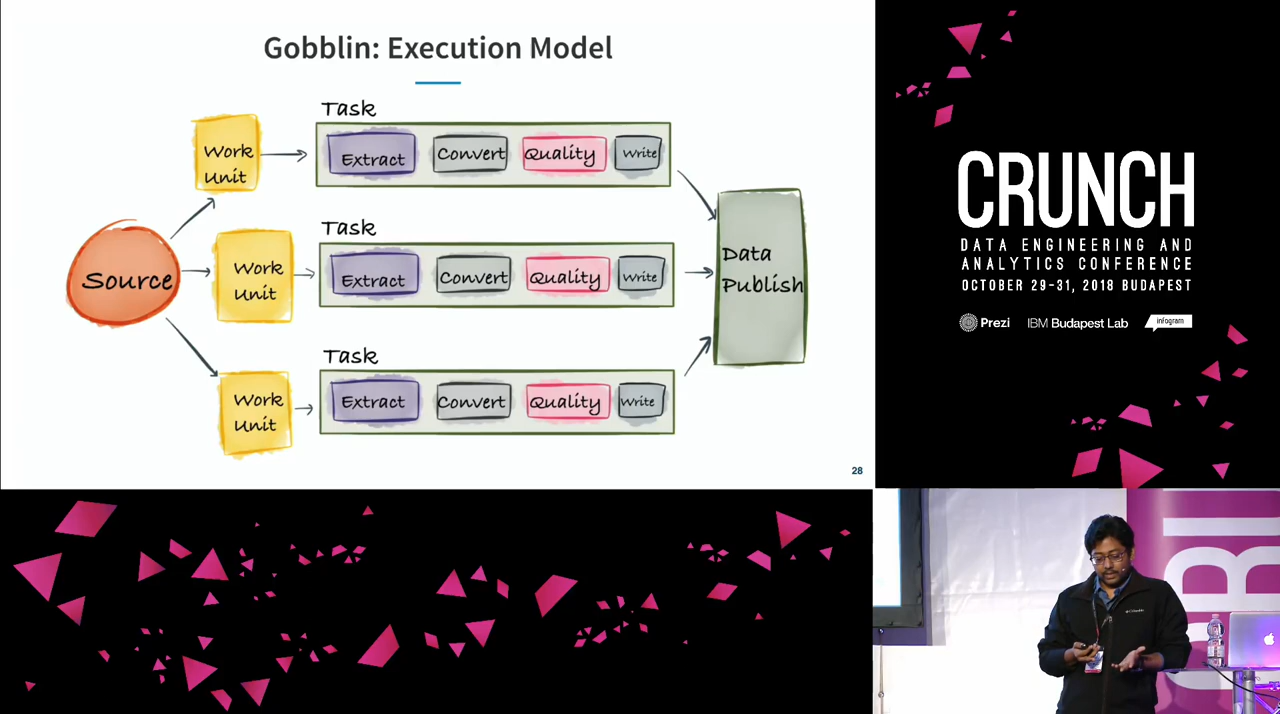 Gobblin: Execution Model
Task
Work
Unit
Extract
Convert
Quality
Write
Source
Task
Work
Unit
Extract
Convert
Quality
Write
Data
Publish
Task
Work
Unit
Extract
Convert
Quality
Write
28
CRUNCH
DATA ENGINEERING AND
ANALYTICS CONFERENCE
OCTOBER 29-31, 2018 BUDAPEST
Prezi
IBM Budapest Lab
infogram
Columbia